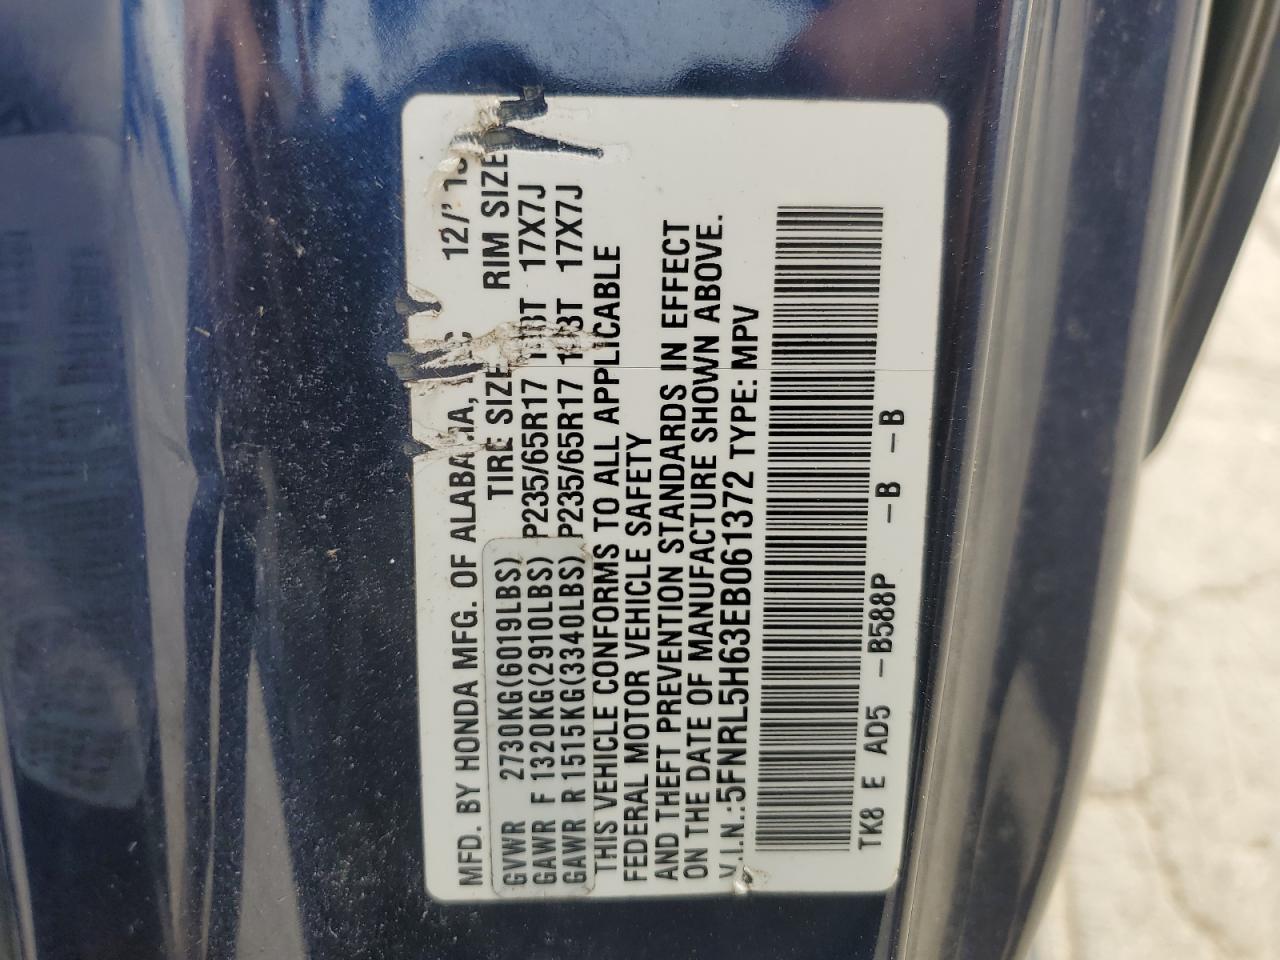 MFD. BY HONDA MFG. OF ALABAMA, 12/'13
TIRE SIZE RIM SIZE
GVWR 2730KG(6019LBS)
GAWR F 1320KG(2910LBS) P235/65R17 17X7J
GAWR R 1515KG(3340LBS) P235/65R17 17X7J
THIS VEHICLE CONFORMS TO ALL APPLICABLE
FEDERAL MOTOR VEHICLE SAFETY
AND THEFT PREVENTION STANDARDS IN EFFECT
ON THE DATE OF MANUFACTURE SHOWN ABOVE.
V.I.N.:5FNRL5H63EB061372 TYPE: MPV
TK8 E AD5 –B588P –B –B